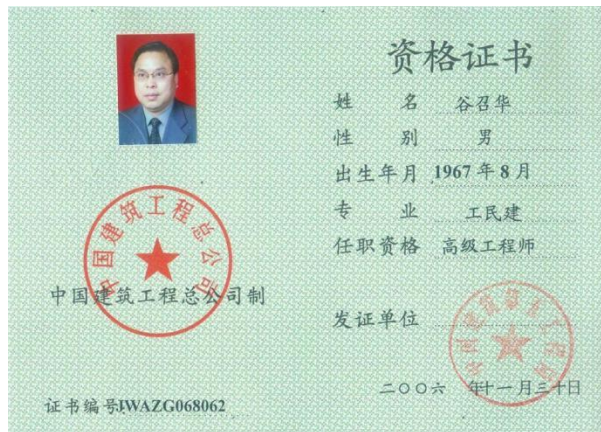 资格证书
姓 名 谷召华
性 别 男
出生年月 1967年8月
专 业 工民建
任职资格 高级工程师
中国建筑工程总公司
中国建筑工程总公司制
发证单位
二〇〇六 年十一月三十日
证书编号IWAZG068062